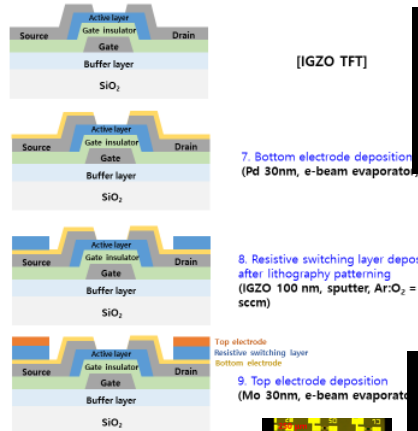 Active layer
Gate insulator
Source
Drain
Gate
Buffer layer
SiO₂
[IGZO TFT]
Active layer
Gate insulator
Source
Drain
Gate
Buffer layer
SiO₂
7. Bottom electrode deposition
(Pd 30nm, e-beam evaporator
Active layer
Gate insulator
Source
Drain
Gate
Buffer layer
SiO₂
8. Resistive switching layer depos
after lithography patterning
(IGZO 100 nm, sputter, Ar:O₂ =
sccm)
Top electrode
Resistive switching layer
Bottom electrode
Active layer
Gate insulator
Source
Drain
Gate
Buffer layer
SiO₂
9. Top electrode deposition
(Mo 30nm, e-beam evaporato